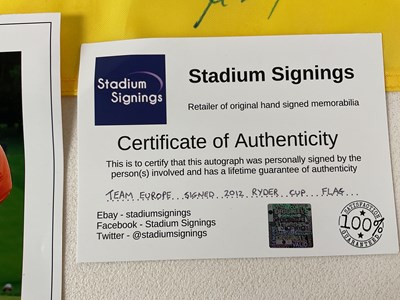 Stadium
Signings
Stadium Signings
Retailer of original hand signed memorabilia
Certificate of Authenticity
This is to certify that this autograph was personally signed by the
person(s) involved and has a lifetime guarantee of authenticity
TEAM EUROPE SIGNED 2012 RYDER CUP FLAG
Ebay - stadiumsignings
Facebook - Stadium Signings
Twitter - @stadiumsignings
SATISFACTION
100%
GUARANTEED